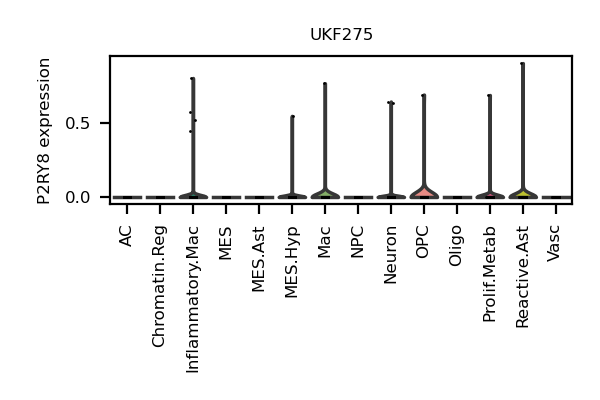 UKF275
P2RY8 expression
0.5
0.0
AC
Chromatin.Reg
Inflammatory.Mac
MES
MES.Ast
MES.Hyp
Mac
NPC
Neuron
OPC
Oligo
Prolif.Metab
Reactive.Ast
Vasc